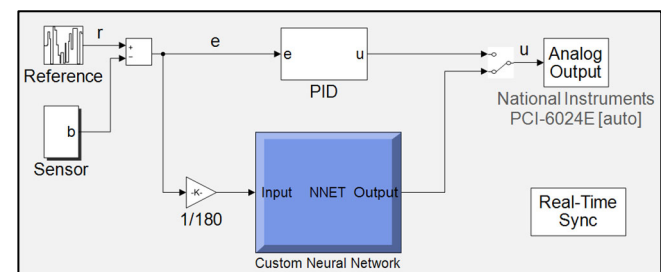 r
+
−
e
Reference
e
u
PID
u
Analog
Output
National Instruments
PCI-6024E [auto]
b
Sensor
-K-
1/180
Input
NNET
Output
Custom Neural Network
Real-Time
Sync